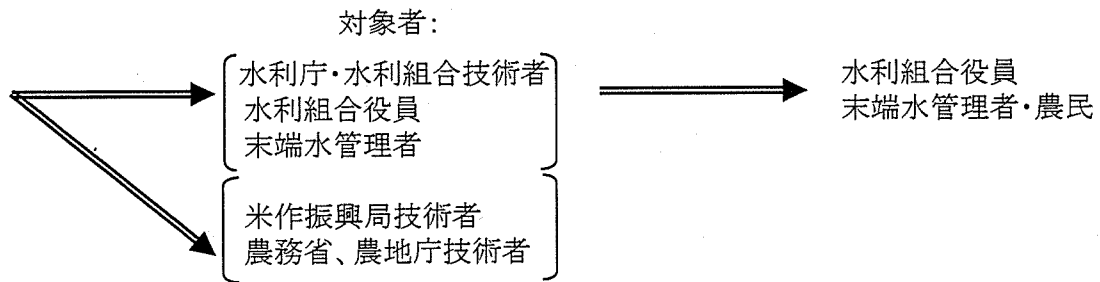 対象者:
水利庁・水利組合技術者
水利組合役員
末端水管理者
米作振興局技術者
農務省、農地庁技術者
水利組合役員
末端水管理者・農民